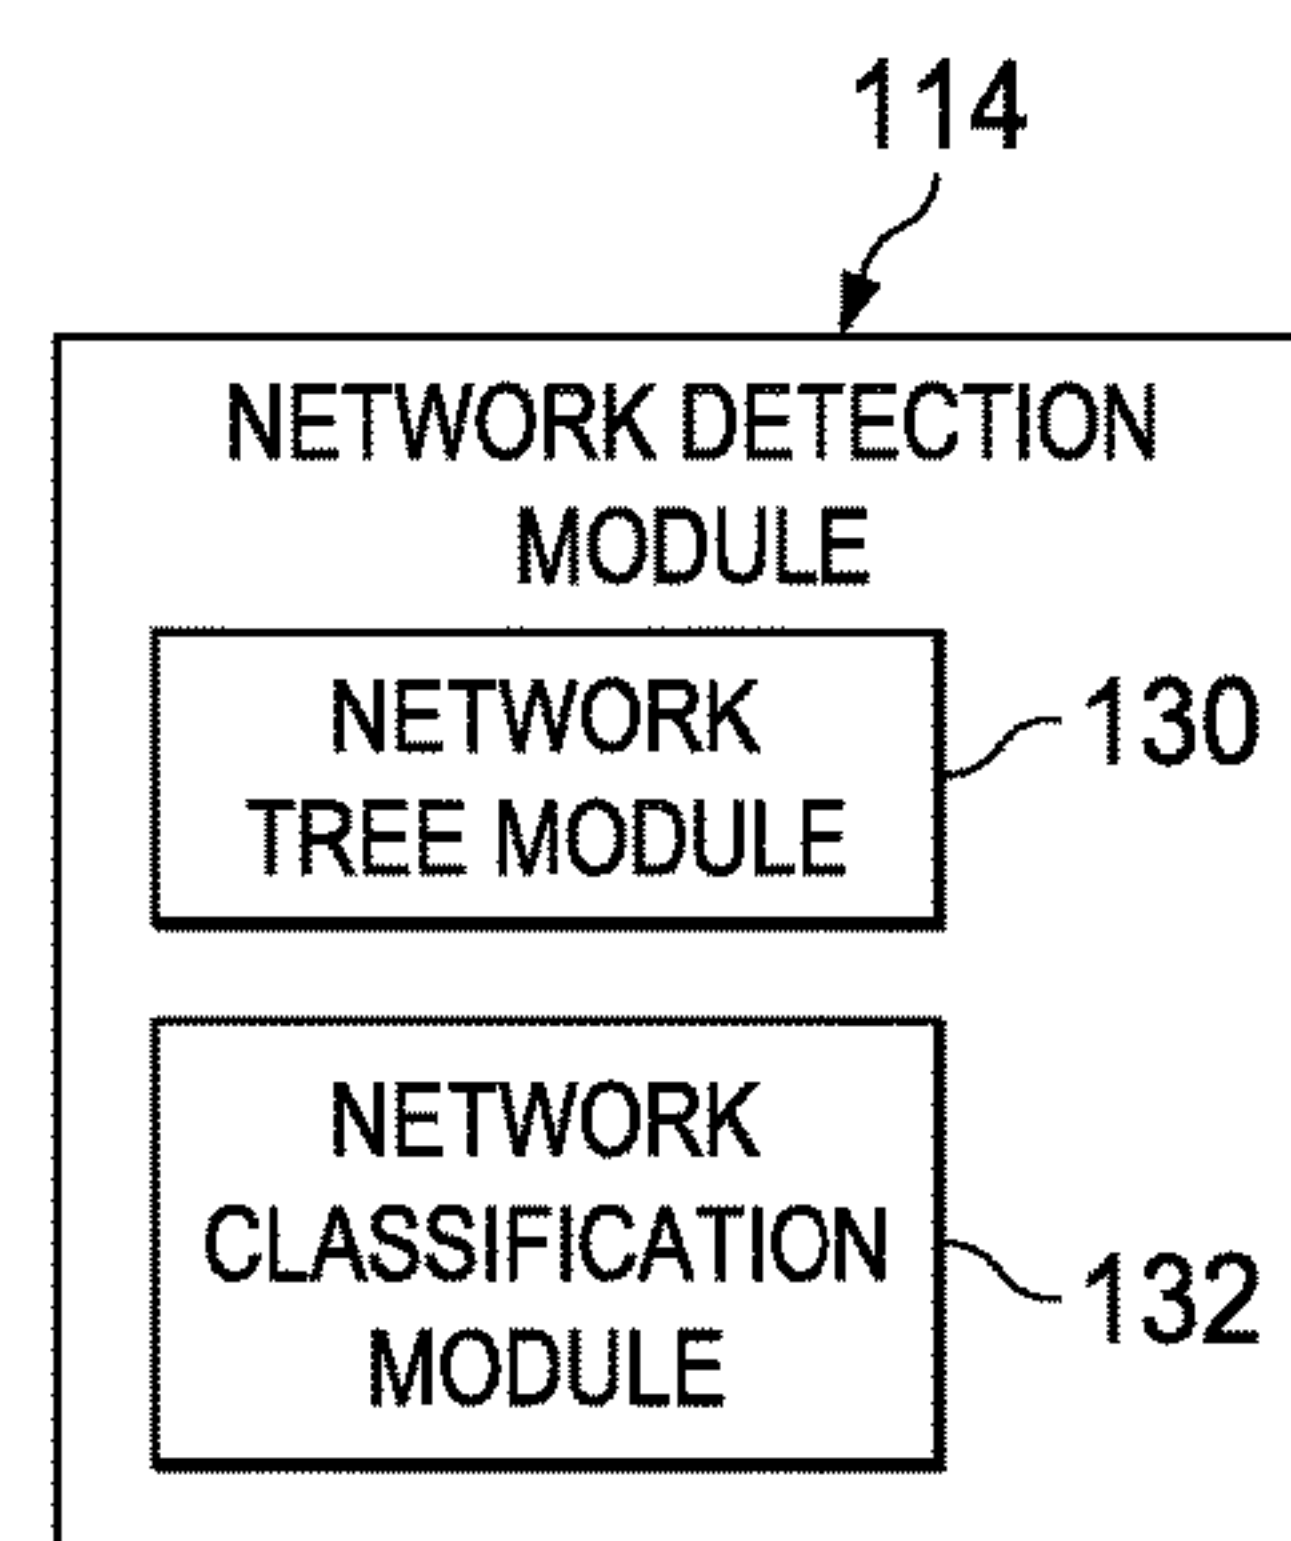 114
NETWORK DETECTION
MODULE
NETWORK
TREE MODULE
130
NETWORK
CLASSIFICATION
MODULE
132